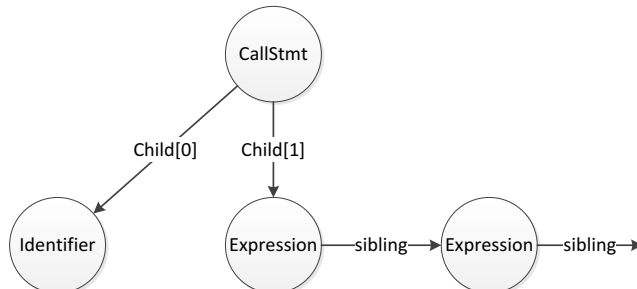 CallStmt
Child[0]
Child[1]
Identifier
Expression
sibling
Expression
sibling